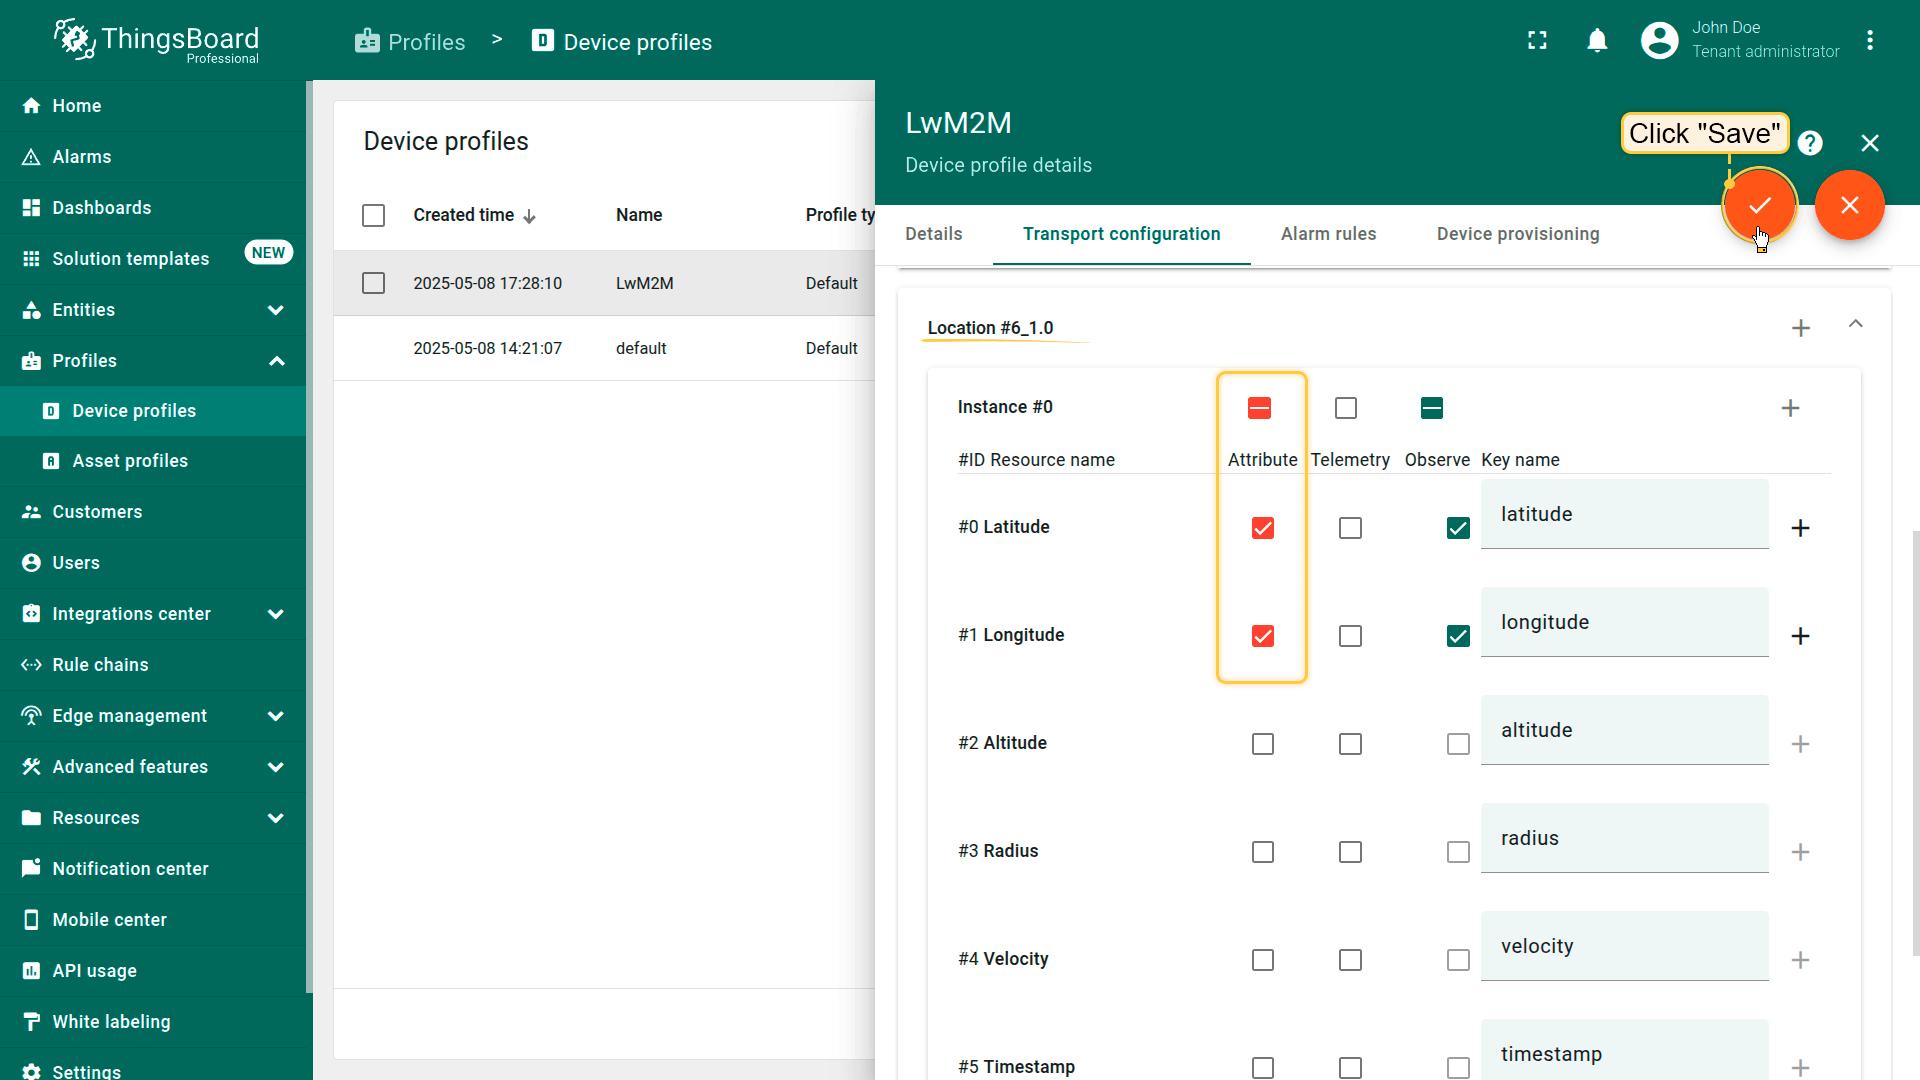 ThingsBoard
Professional
Profiles > Device profiles
John Doe
Tenant administrator
Home
Alarms
Dashboards
Solution templates NEW
Entities
Profiles
Device profiles
Asset profiles
Customers
Users
Integrations center
Rule chains
Edge management
Advanced features
Resources
Notification center
Mobile center
API usage
White labeling
Settings
Device profiles
Created time Name Profile ty
2025-05-08 17:28:10 LwM2M Default
2025-05-08 14:21:07 default Default
LwM2M
Device profile details
Click "Save"
Details Transport configuration Alarm rules Device provisioning
Location #6_1.0
Instance #0
#ID Resource name Attribute Telemetry Observe Key name
#0 Latitude latitude
#1 Longitude longitude
#2 Altitude altitude
#3 Radius radius
#4 Velocity velocity
#5 Timestamp timestamp